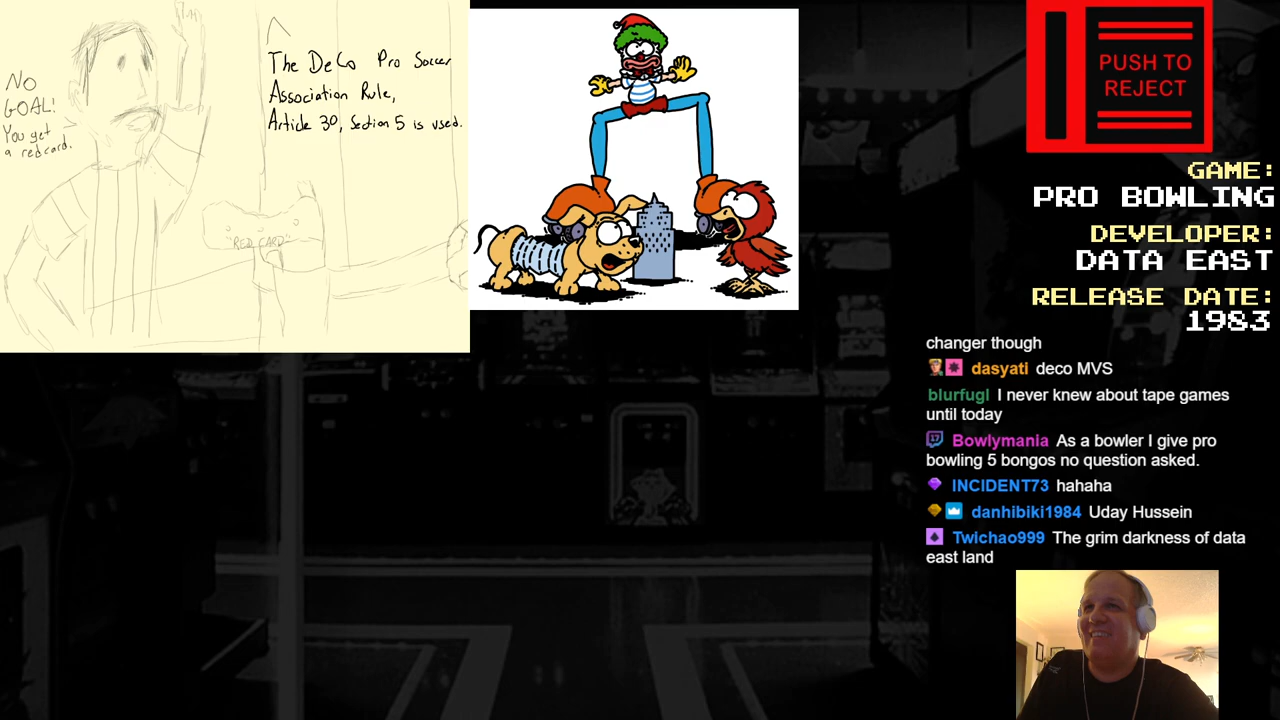 NO
GOAL!
You get
a red card.
The DeCo Pro Soccer
Association Rule,
Article 30, Section 5 is used.
"RED CARD"
PUSH TO
REJECT
GAME:
PRO BOWLING
DEVELOPER:
DATA EAST
RELEASE DATE:
1983
changer though
dasyati deco MVS
blurfugl I never knew about tape games
until today
17 Bowlymania As a bowler I give pro
bowling 5 bongos no question asked.
INCIDENT73 hahaha
danhibiki1984 Uday Hussein
Twichao999 The grim darkness of data
east land